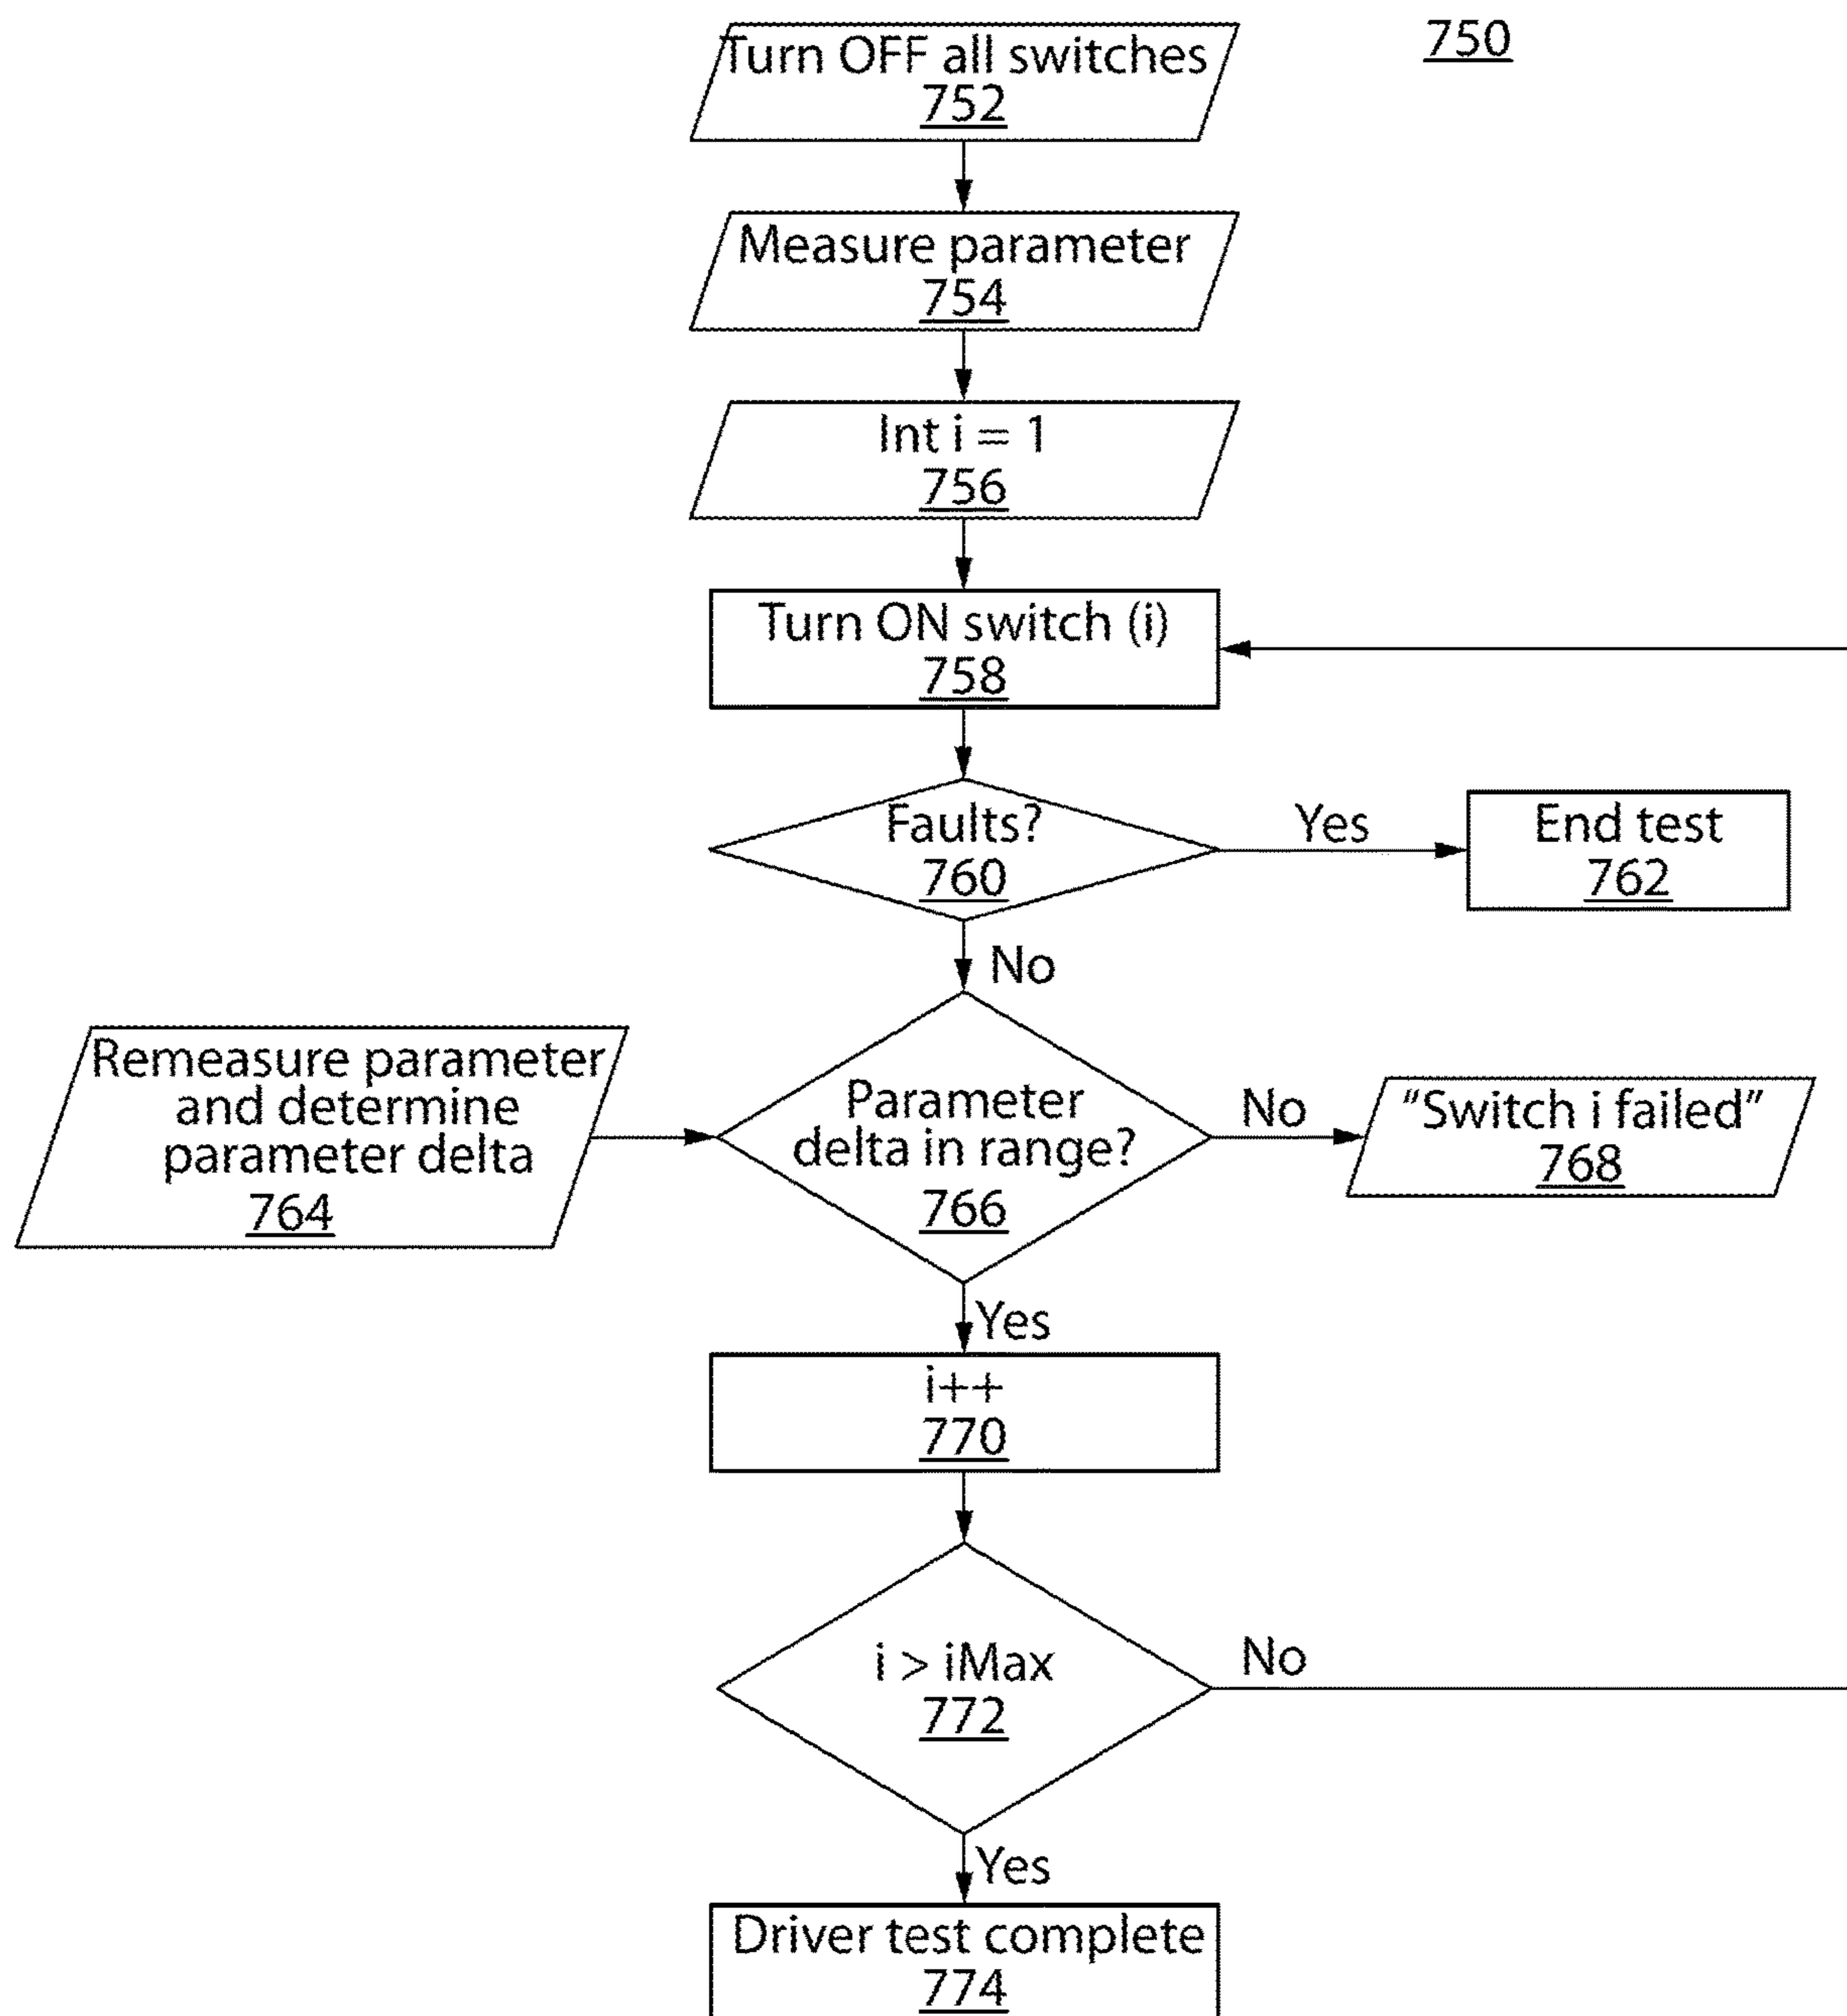 750
Turn OFF all switches
752
Measure parameter
754
Int i = 1
756
Turn ON switch (i)
758
Faults?
760
Yes
End test
762
No
Remeasure parameter
and determine
parameter delta
764
Parameter
delta in range?
766
No
"Switch i failed"
768
Yes
i++
770
i > iMax
772
No
Yes
Driver test complete
774